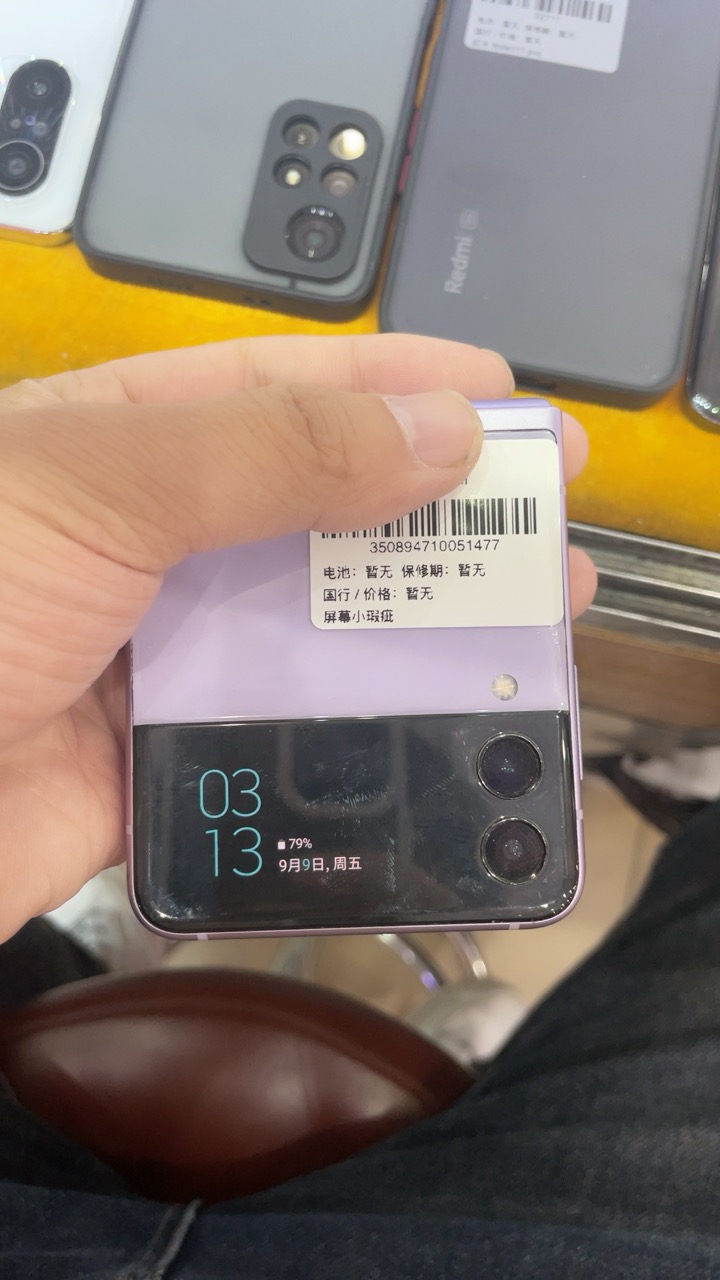 Redmi
350894710051477
电池：暂无 保修期：暂无
国行 / 价格：暂无
屏幕小瑕疵
03
13
79%
9月9日, 周五